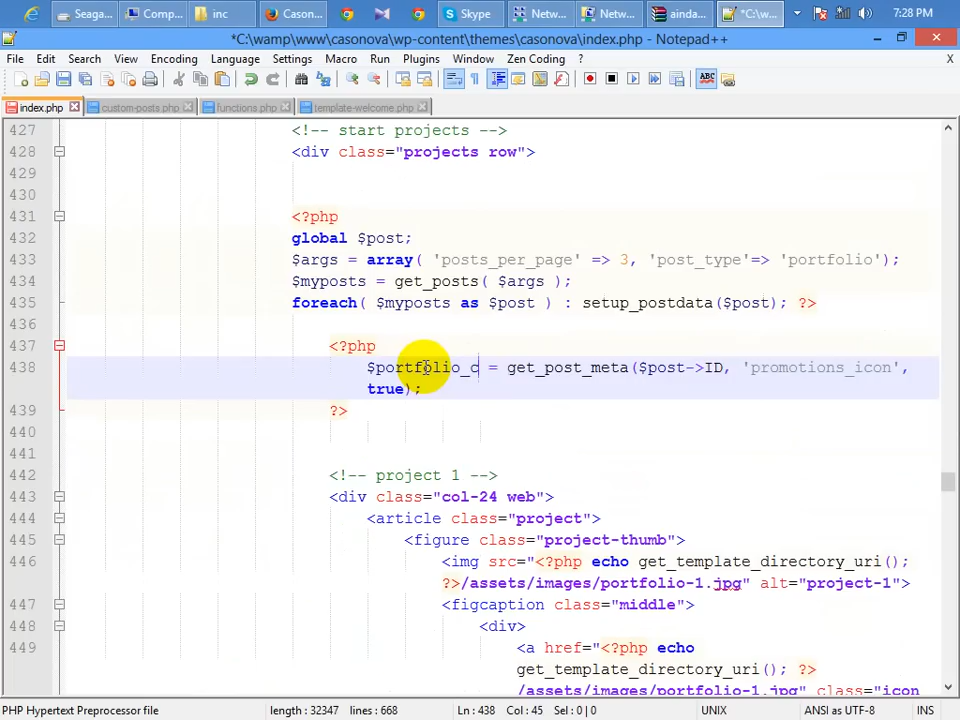 Seaga...
Comp...
inc
Cason...
Skype
Netw...
Netw...
ainda...
*C:\w...
7:28 PM
*C:\wamp\www\casonova\wp-content\themes\casonova\index.php - Notepad++
File Edit Search View Encoding Language Settings Macro Run Plugins Window Zen Coding ? X
index.php custom-posts.php functions.php template-welcome.php
427 <!-- start projects -->
428 <div class="projects row">
429
430
431 <?php
432 global $post;
433 $args = array( 'posts_per_page' => 3, 'post_type'=> 'portfolio');
434 $myposts = get_posts( $args );
435 foreach( $myposts as $post ) : setup_postdata($post); ?>
436
437 <?php
438 $portfolio_c = get_post_meta($post->ID, 'promotions_icon',
true);
439 ?>
440
441
442 <!-- project 1 -->
443 <div class="col-24 web">
444 <article class="project">
445 <figure class="project-thumb">
446 <img src="<?php echo get_template_directory_uri();
?>/assets/images/portfolio-1.jpg" alt="project-1">
447 <figcaption class="middle">
448 <div>
449 <a href="<?php echo
get_template_directory_uri(); ?>
/assets/images/portfolio-1.jpg" class="icon
PHP Hypertext Preprocessor file length : 32347 lines : 668 Ln : 438 Col : 45 Sel : 0 | 0 UNIX ANSI as UTF-8 INS